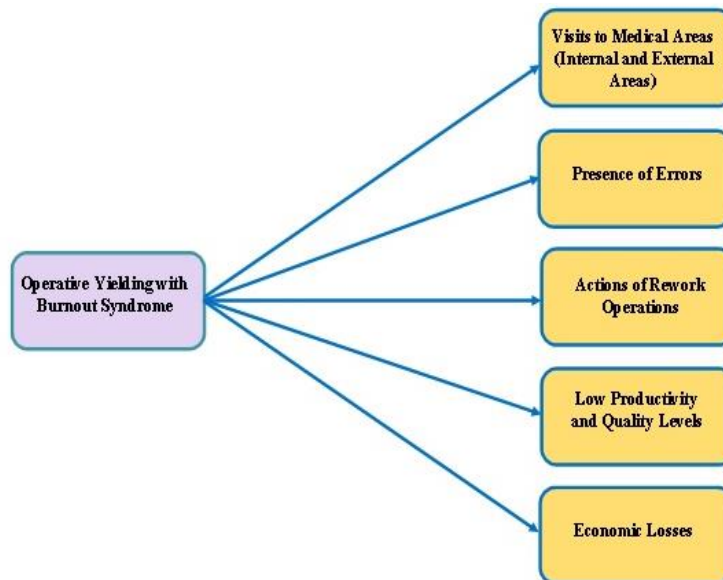 Visits to Medical Areas
(Internal and External
Areas)
Presence of Errors
Operative Yielding with
Burnout Syndrome
Actions of Rework
Operations
Low Productivity
and Quality Levels
Economic Losses